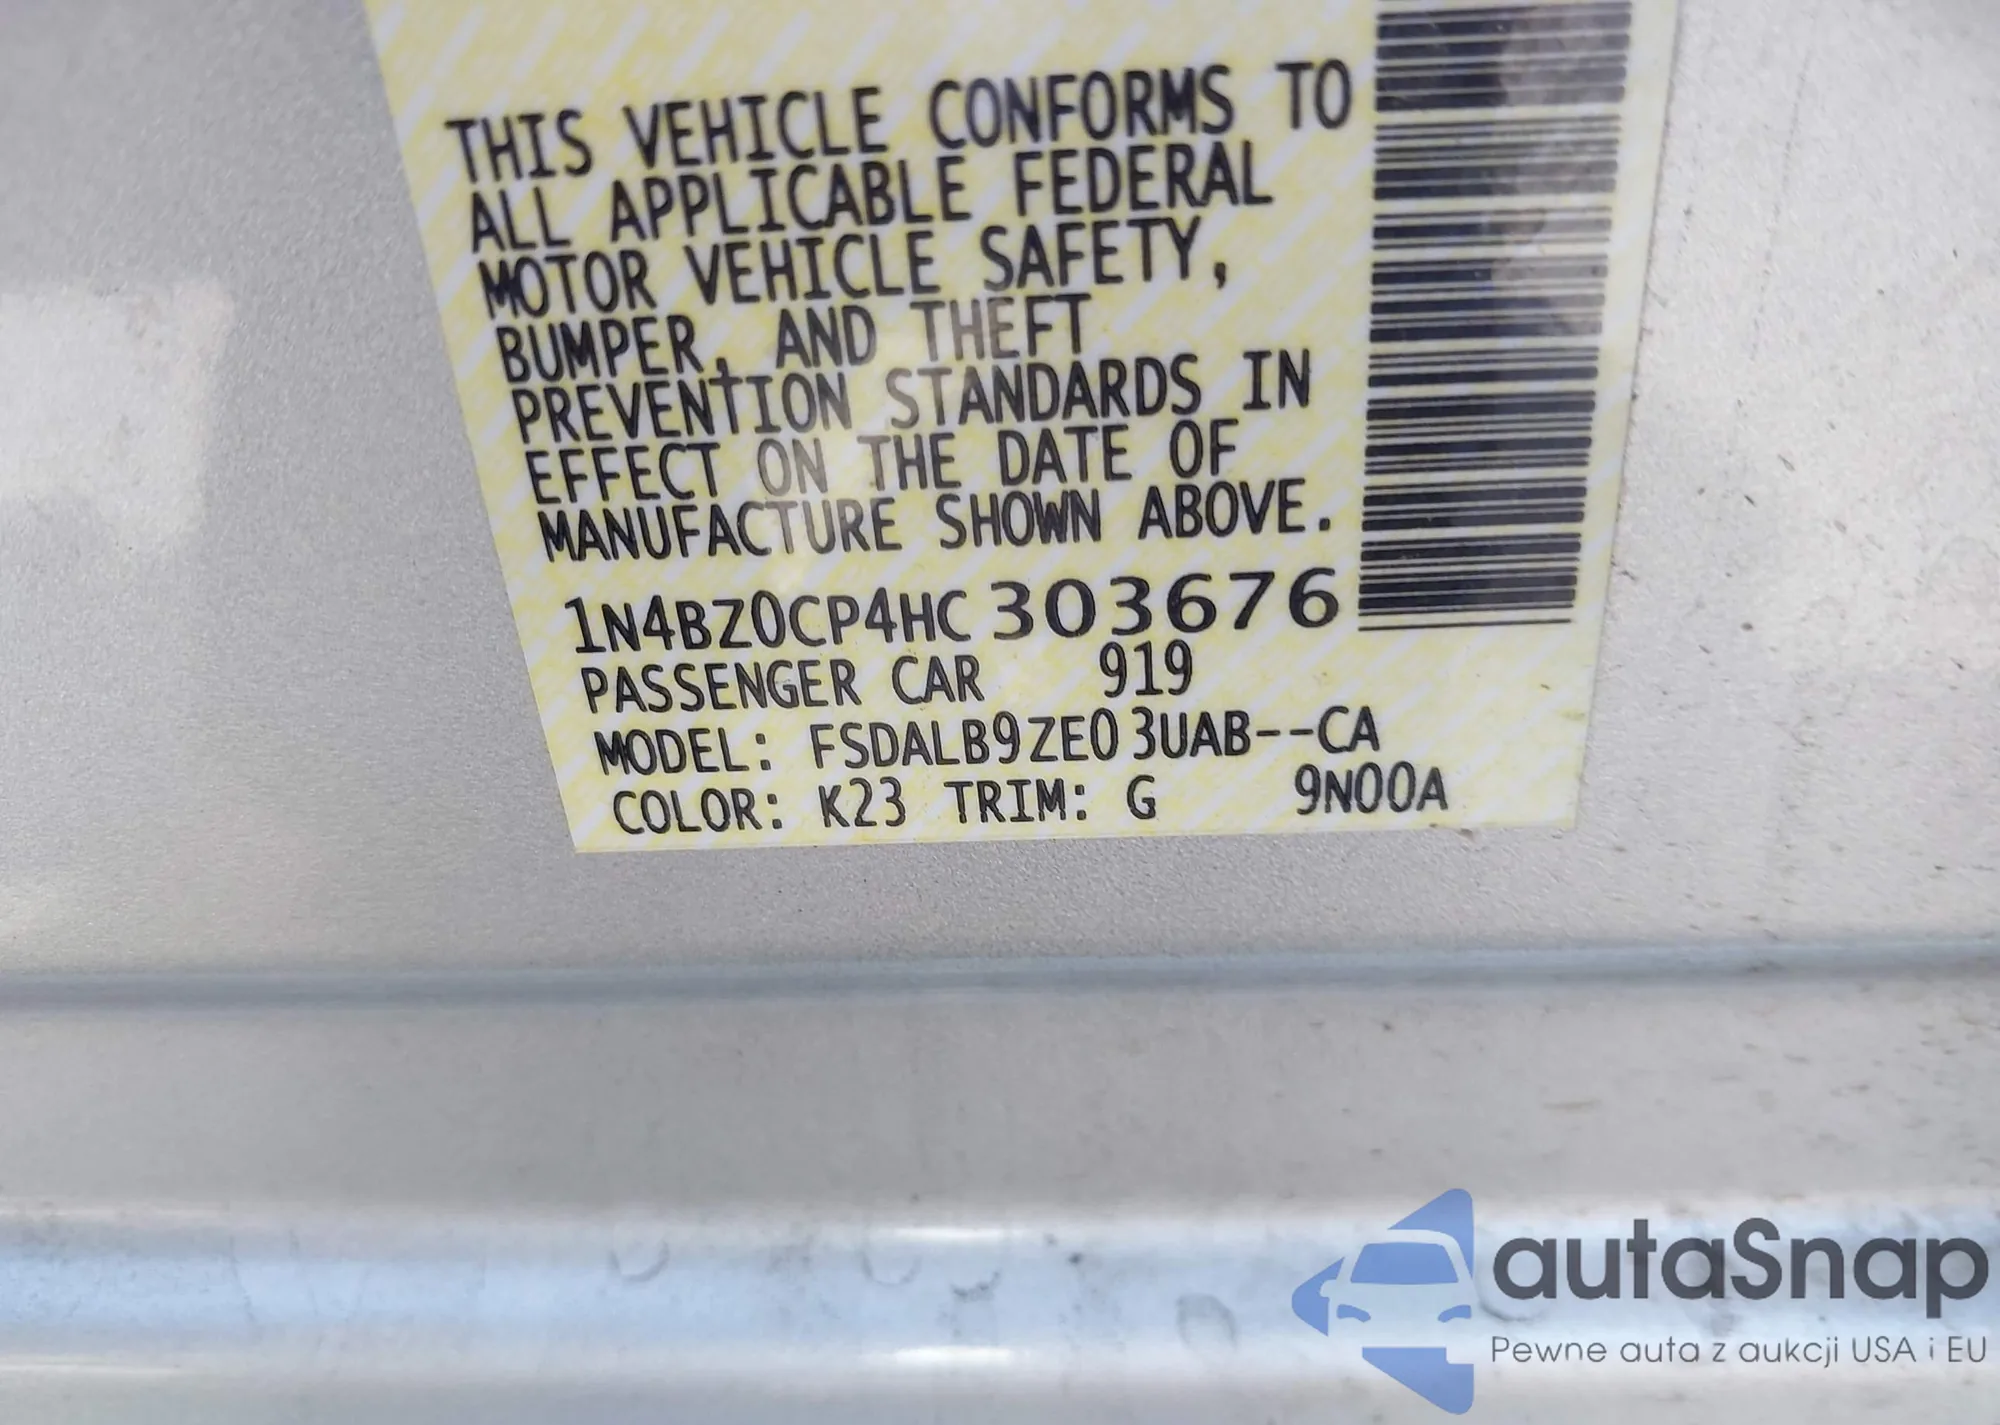 THIS VEHICLE CONFORMS TO
ALL APPLICABLE FEDERAL
MOTOR VEHICLE SAFETY,
BUMPER, AND THEFT
PREVENTION STANDARDS IN
EFFECT ON THE DATE OF
MANUFACTURE SHOWN ABOVE.
1N4BZ0CP4HC303676
PASSENGER CAR 919
MODEL: FSDALB9ZE03UAB--CA
COLOR: K23 TRIM: G 9N00A
autaSnap
Pewne auta z aukcji USA i EU